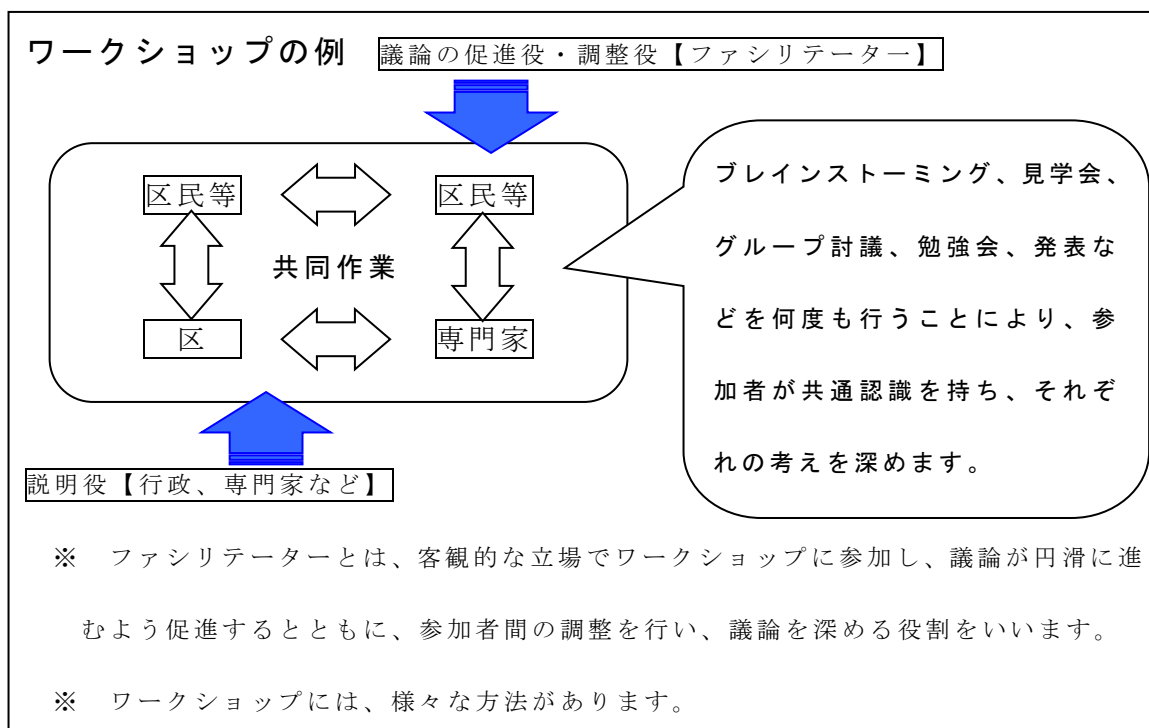 ワークショップの例
議論の促進役・調整役【ファシリテーター】
区民等
区民等
共同作業
区
専門家
説明役【行政、専門家など】
ブレインストーミング、見学会、
グループ討議、勉強会、発表な
どを何度も行うことにより、参
加者が共通認識を持ち、それぞ
れの考えを深めます。
※　ファシリテーターとは、客観的な立場でワークショップに参加し、議論が円滑に進
むよう促進するとともに、参加者間の調整を行い、議論を深める役割をいいます。
※　ワークショップには、様々な方法があります。